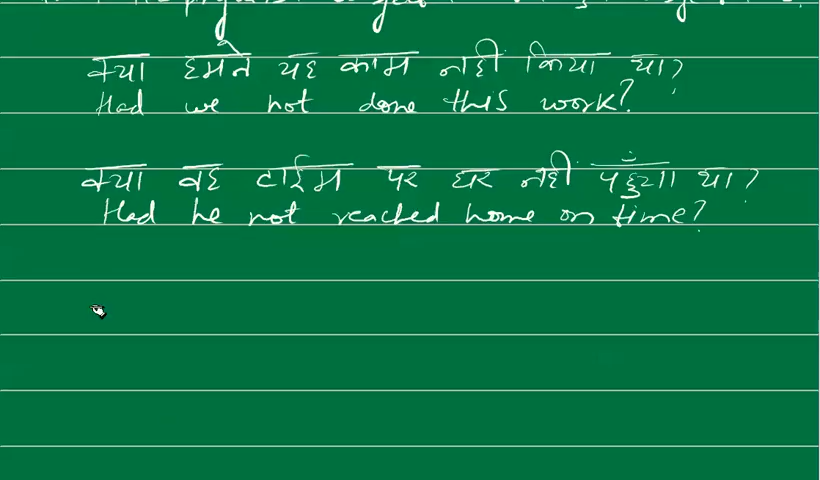 क्या हमने यह काम नहीं किया था?
Had we not done this work?
क्या वह टाईम पर घर नहीं पहुँचा था?
Had he not reached home on time?